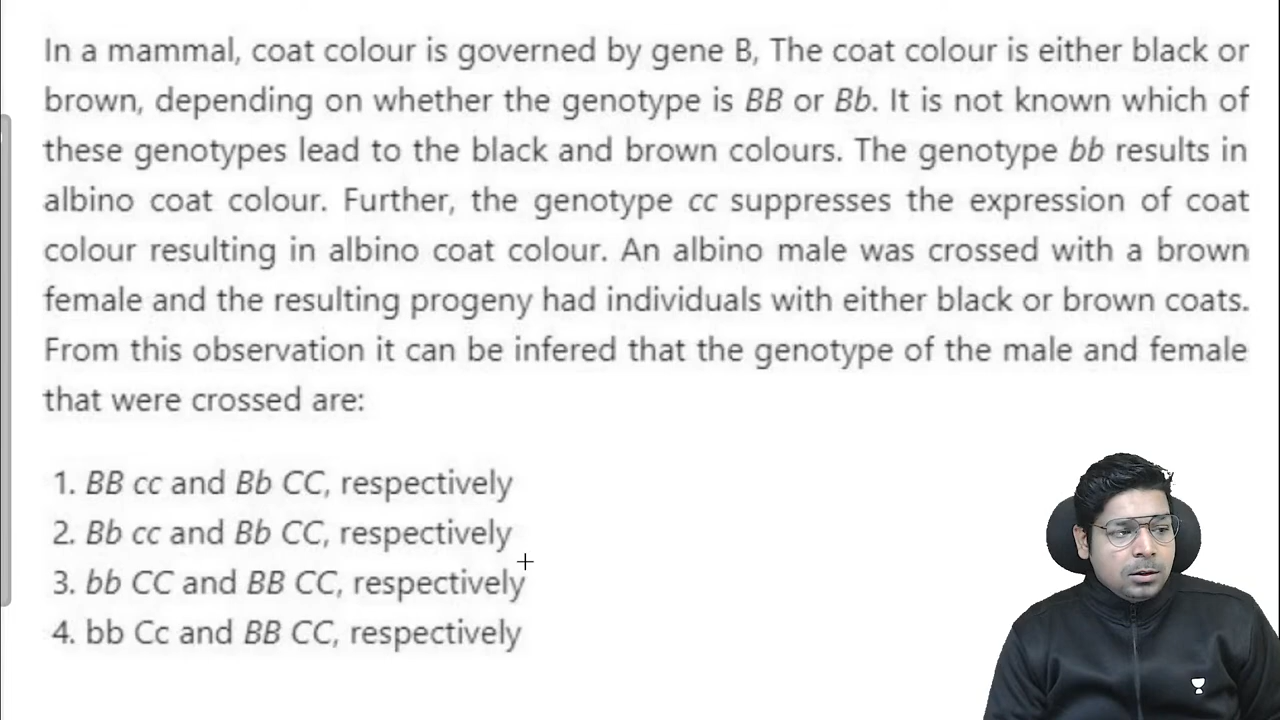 In a mammal, coat colour is governed by gene B, The coat colour is either black or
brown, depending on whether the genotype is BB or Bb. It is not known which of
these genotypes lead to the black and brown colours. The genotype bb results in
albino coat colour. Further, the genotype cc suppresses the expression of coat
colour resulting in albino coat colour. An albino male was crossed with a brown
female and the resulting progeny had individuals with either black or brown coats.
From this observation it can be infered that the genotype of the male and female
that were crossed are:
1. BB cc and Bb CC, respectively
2. Bb cc and Bb CC, respectively
3. bb CC and BB CC, respectively
4. bb Cc and BB CC, respectively